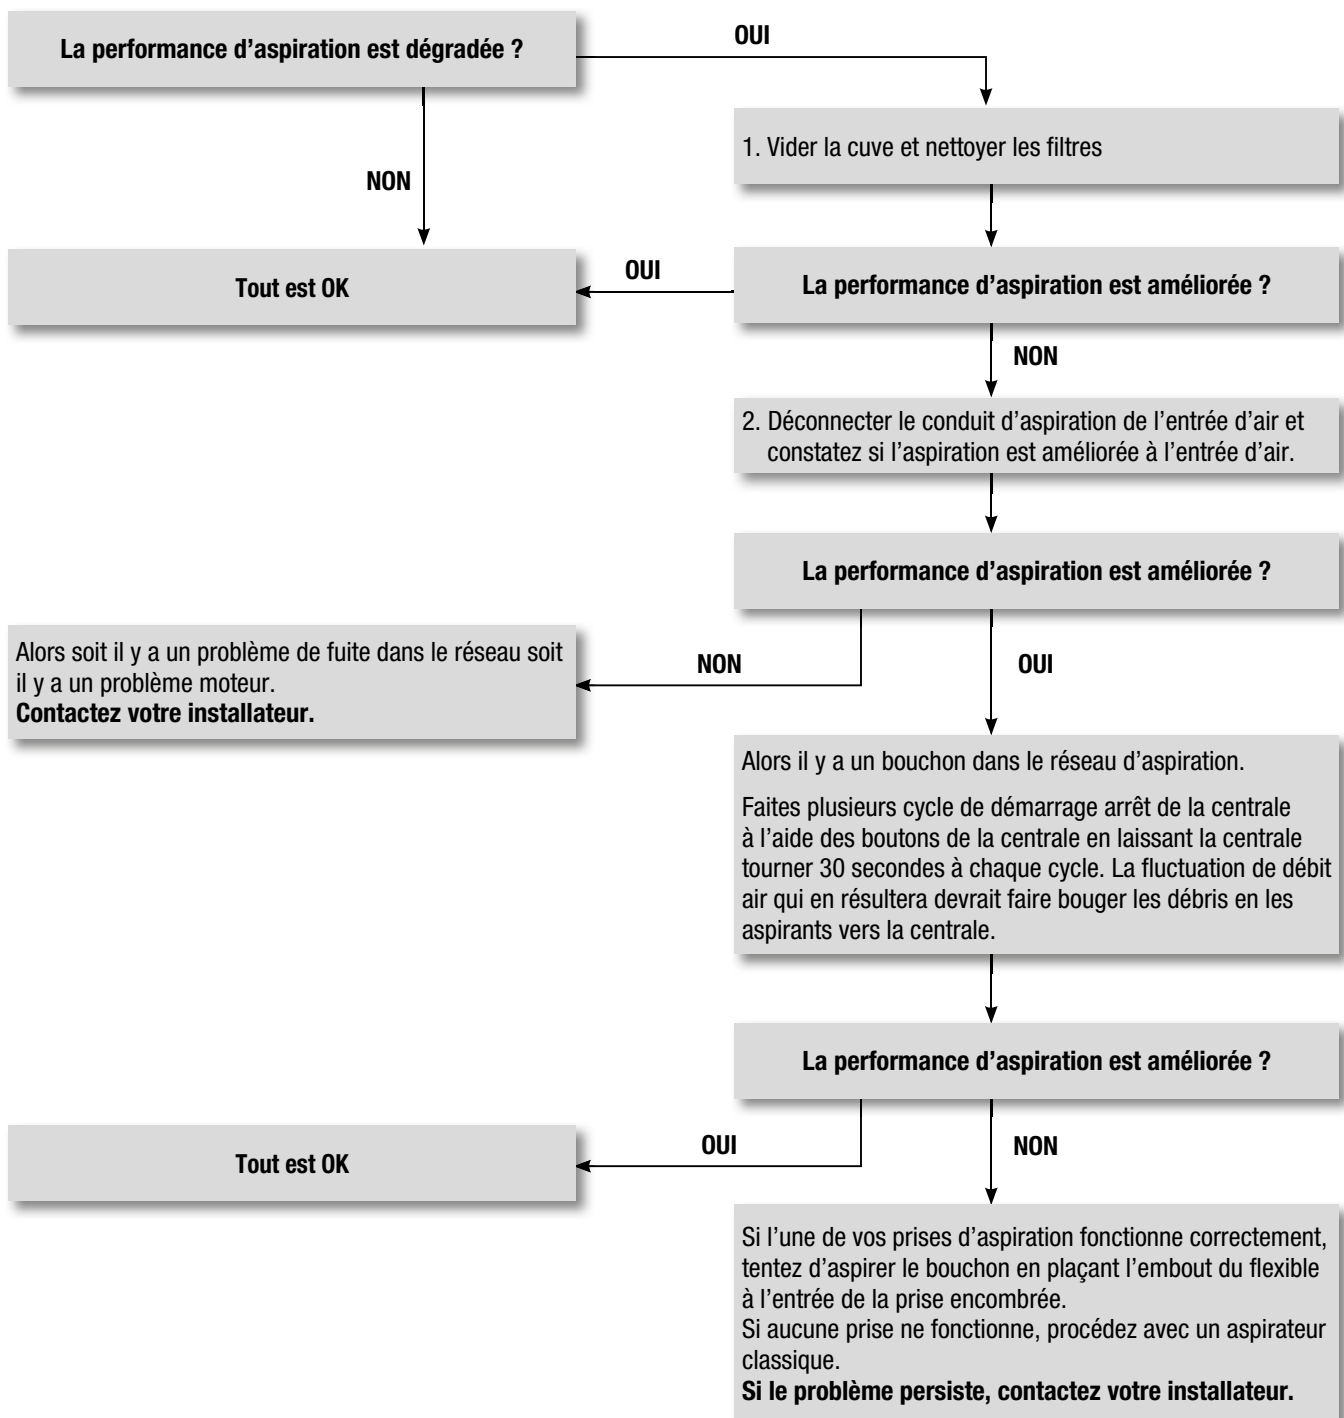 La performance d'aspiration est dégradée ?
OUI
1. Vider la cuve et nettoyer les filtres
NON
Tout est OK
OUI
La performance d'aspiration est améliorée ?
NON
2. Déconnecter le conduit d'aspiration de l'entrée d'air et
constatez si l'aspiration est améliorée à l'entrée d'air.
La performance d'aspiration est améliorée ?
Alors soit il y a un problème de fuite dans le réseau soit
il y a un problème moteur.
Contactez votre installateur.
NON
OUI
Alors il y a un bouchon dans le réseau d'aspiration.
Faites plusieurs cycle de démarrage arrêt de la centrale
à l'aide des boutons de la centrale en laissant la centrale
tourner 30 secondes à chaque cycle. La fluctuation de débit
air qui en résultera devrait faire bouger les débris en les
aspirants vers la centrale.
La performance d'aspiration est améliorée ?
Tout est OK
OUI
NON
Si l'une de vos prises d'aspiration fonctionne correctement,
tentez d'aspirer le bouchon en plaçant l'embout du flexible
à l'entrée de la prise encombrée.
Si aucune prise ne fonctionne, procédez avec un aspirateur
classique.
Si le problème persiste, contactez votre installateur.